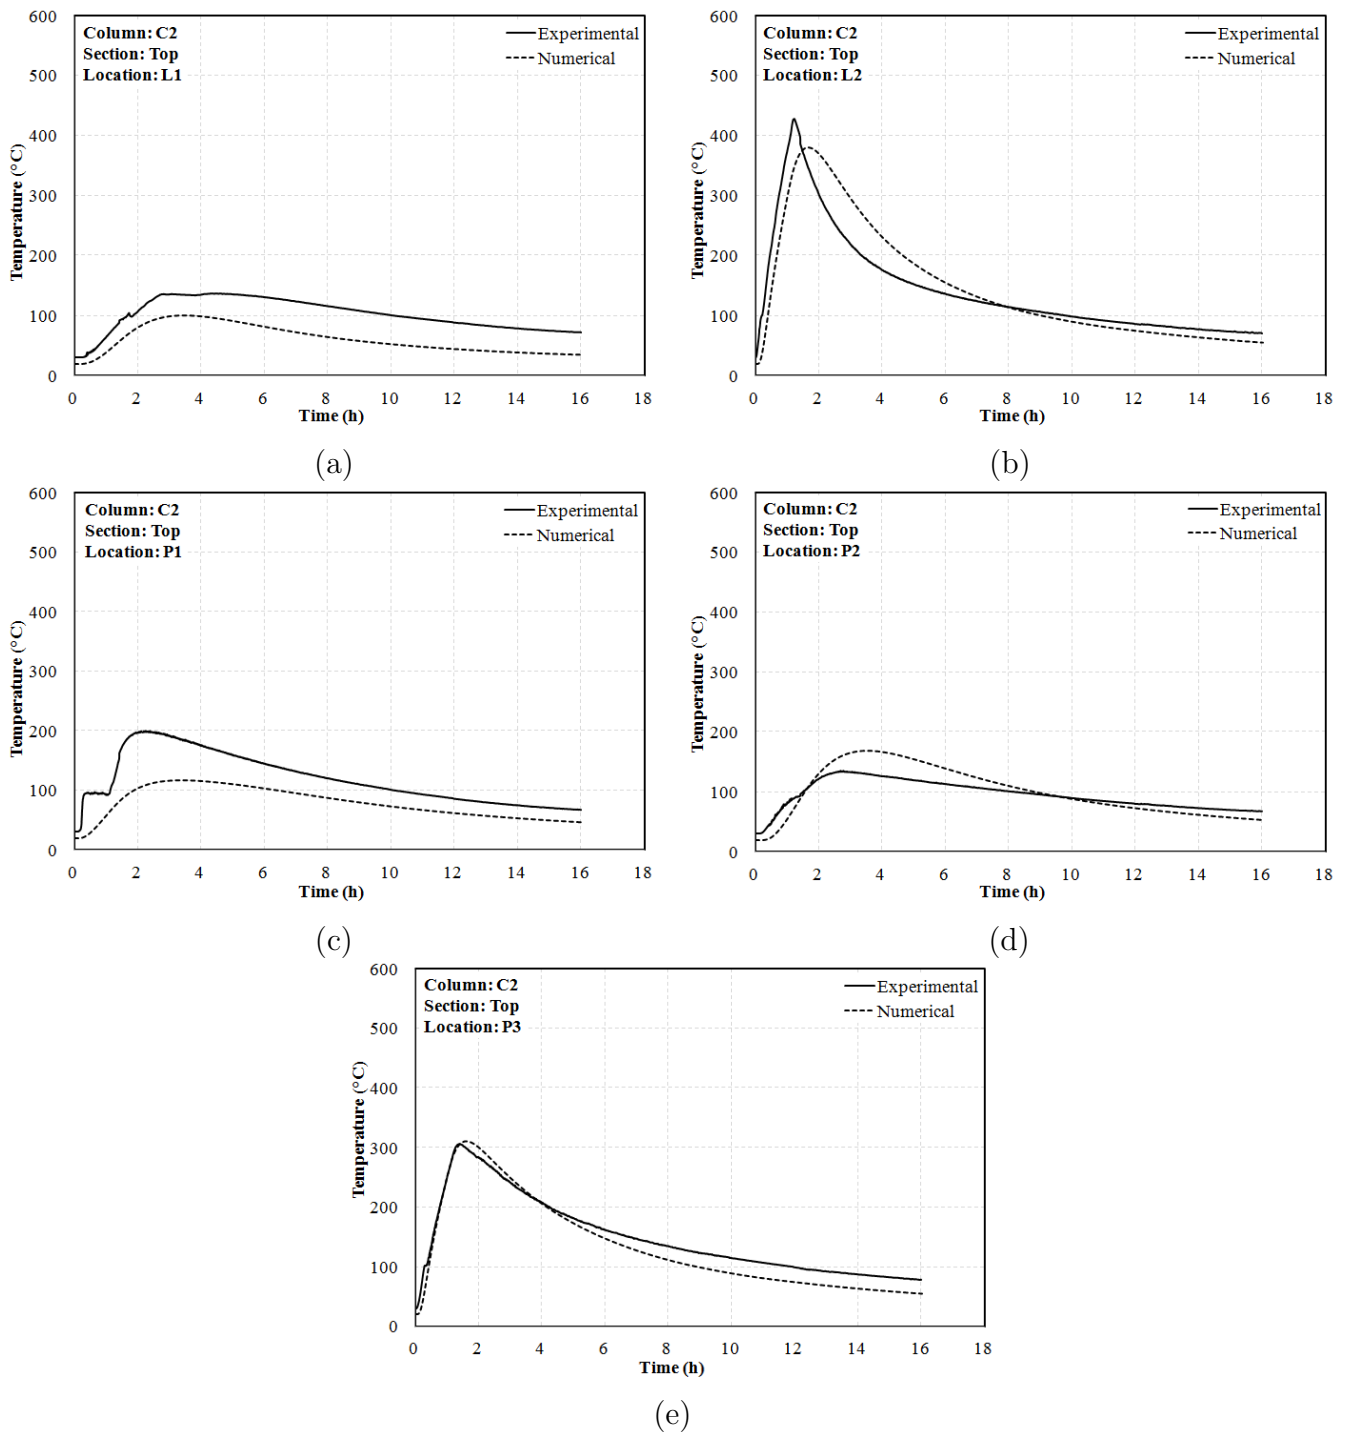 600
500
400
300
200
100
0
Temperature (°C)
Column: C2
Section: Top
Location: L1
Experimental
Numerical
0 2 4 6 8 10 12 14 16 18
Time (h)
(a)
600
500
400
300
200
100
0
Temperature (°C)
Column: C2
Section: Top
Location: L2
Experimental
Numerical
0 2 4 6 8 10 12 14 16 18
Time (h)
(b)
600
500
400
300
200
100
0
Temperature (°C)
Column: C2
Section: Top
Location: P1
Experimental
Numerical
0 2 4 6 8 10 12 14 16 18
Time (h)
(c)
600
500
400
300
200
100
0
Temperature (°C)
Column: C2
Section: Top
Location: P2
Experimental
Numerical
0 2 4 6 8 10 12 14 16 18
Time (h)
(d)
600
500
400
300
200
100
0
Temperature (°C)
Column: C2
Section: Top
Location: P3
Experimental
Numerical
0 2 4 6 8 10 12 14 16 18
Time (h)
(e)